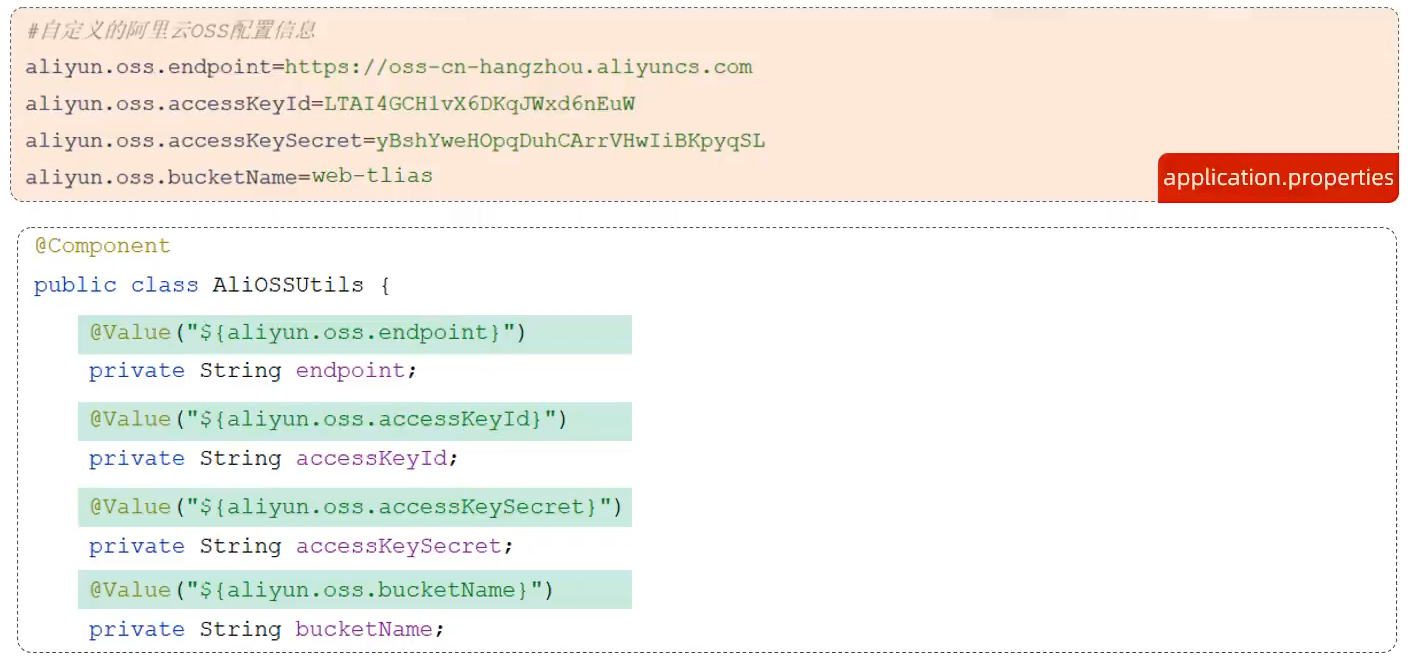 #自定义的阿里云OSS配置信息
aliyun.oss.endpoint=https://oss-cn-hangzhou.aliyuncs.com
aliyun.oss.accessKeyId=LTAI4GCH1vX6DKqJWxd6nEuW
aliyun.oss.accessKeySecret=yBshYweHOpqDuhCArrVHwIiBKpyqSL
aliyun.oss.bucketName=web-tlias
application.properties
@Component
public class AliOSSUtils {
@Value("${aliyun.oss.endpoint}")
private String endpoint;
@Value("${aliyun.oss.accessKeyId}")
private String accessKeyId;
@Value("${aliyun.oss.accessKeySecret}")
private String accessKeySecret;
@Value("${aliyun.oss.bucketName}")
private String bucketName;